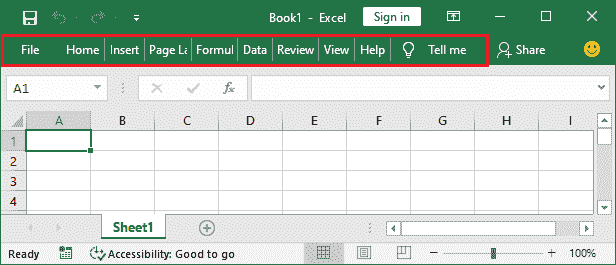 Book1 - Excel Sign in
File Home Insert Page La Formul Data Review View Help Tell me Share
A1 fx
A B C D E F G H I
1
2
3
4
Sheet1
Ready Accessibility: Good to go 100%